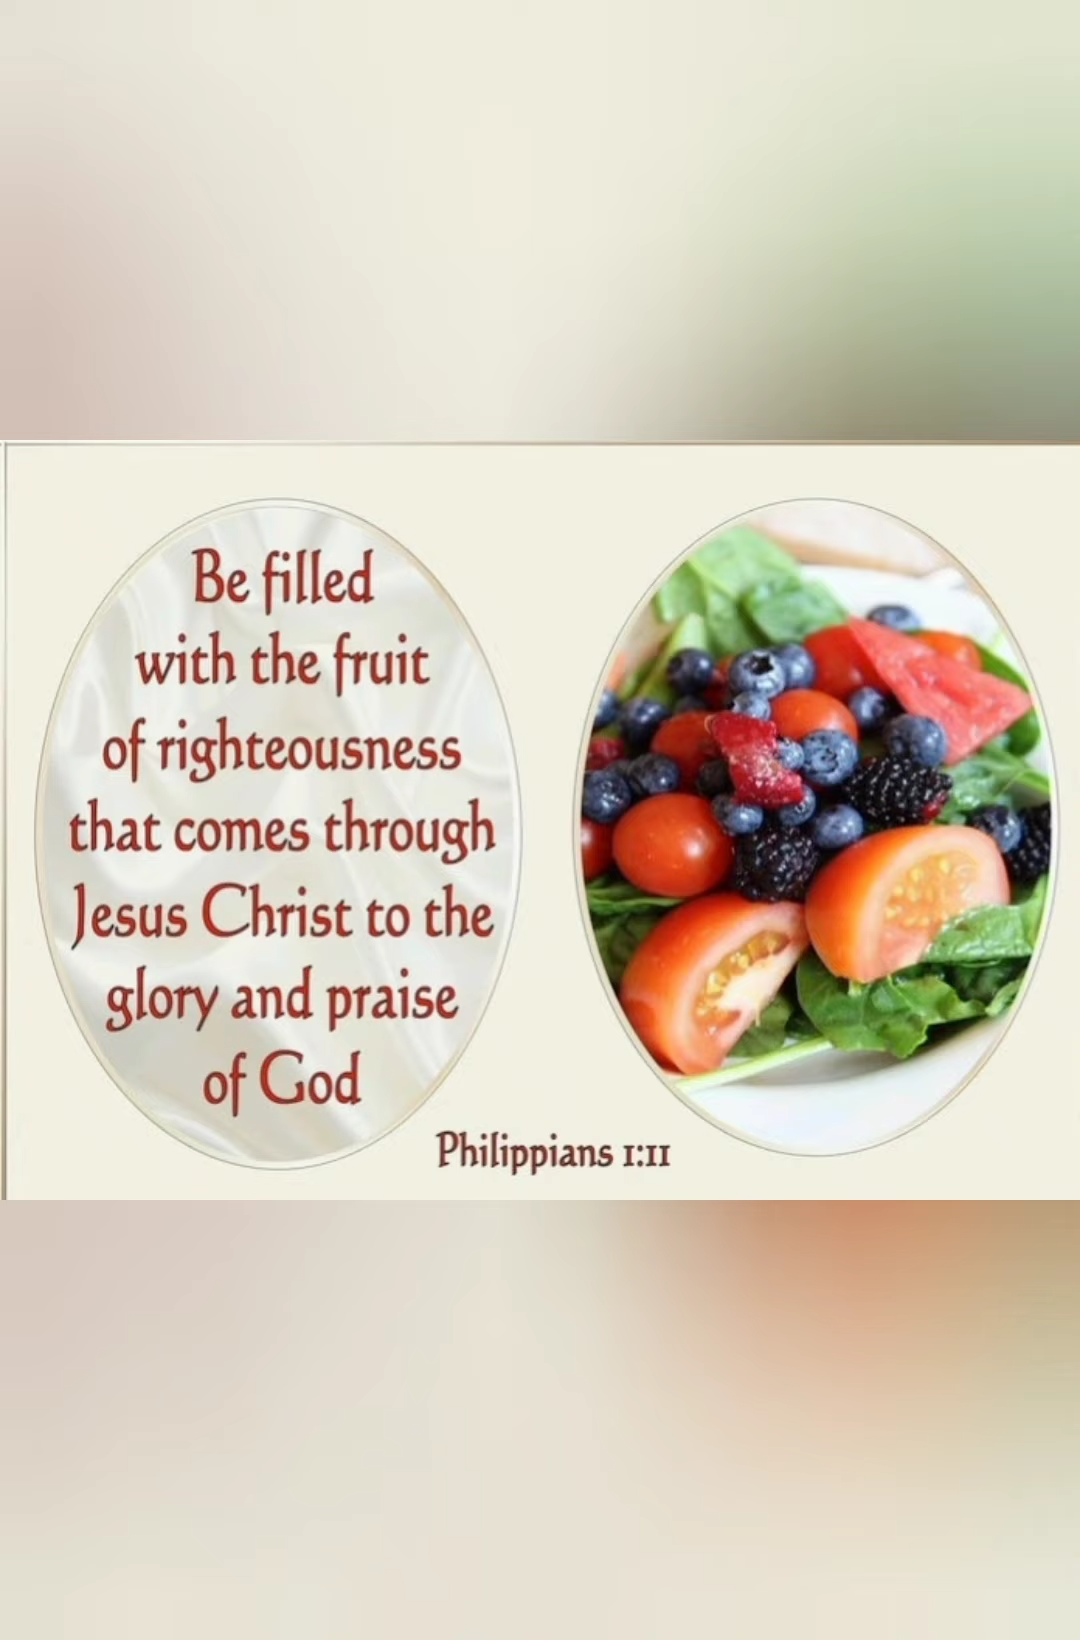 Be filled
with the fruit
of righteousness
that comes through
Jesus Christ to the
glory and praise
of God
Philippians 1:11